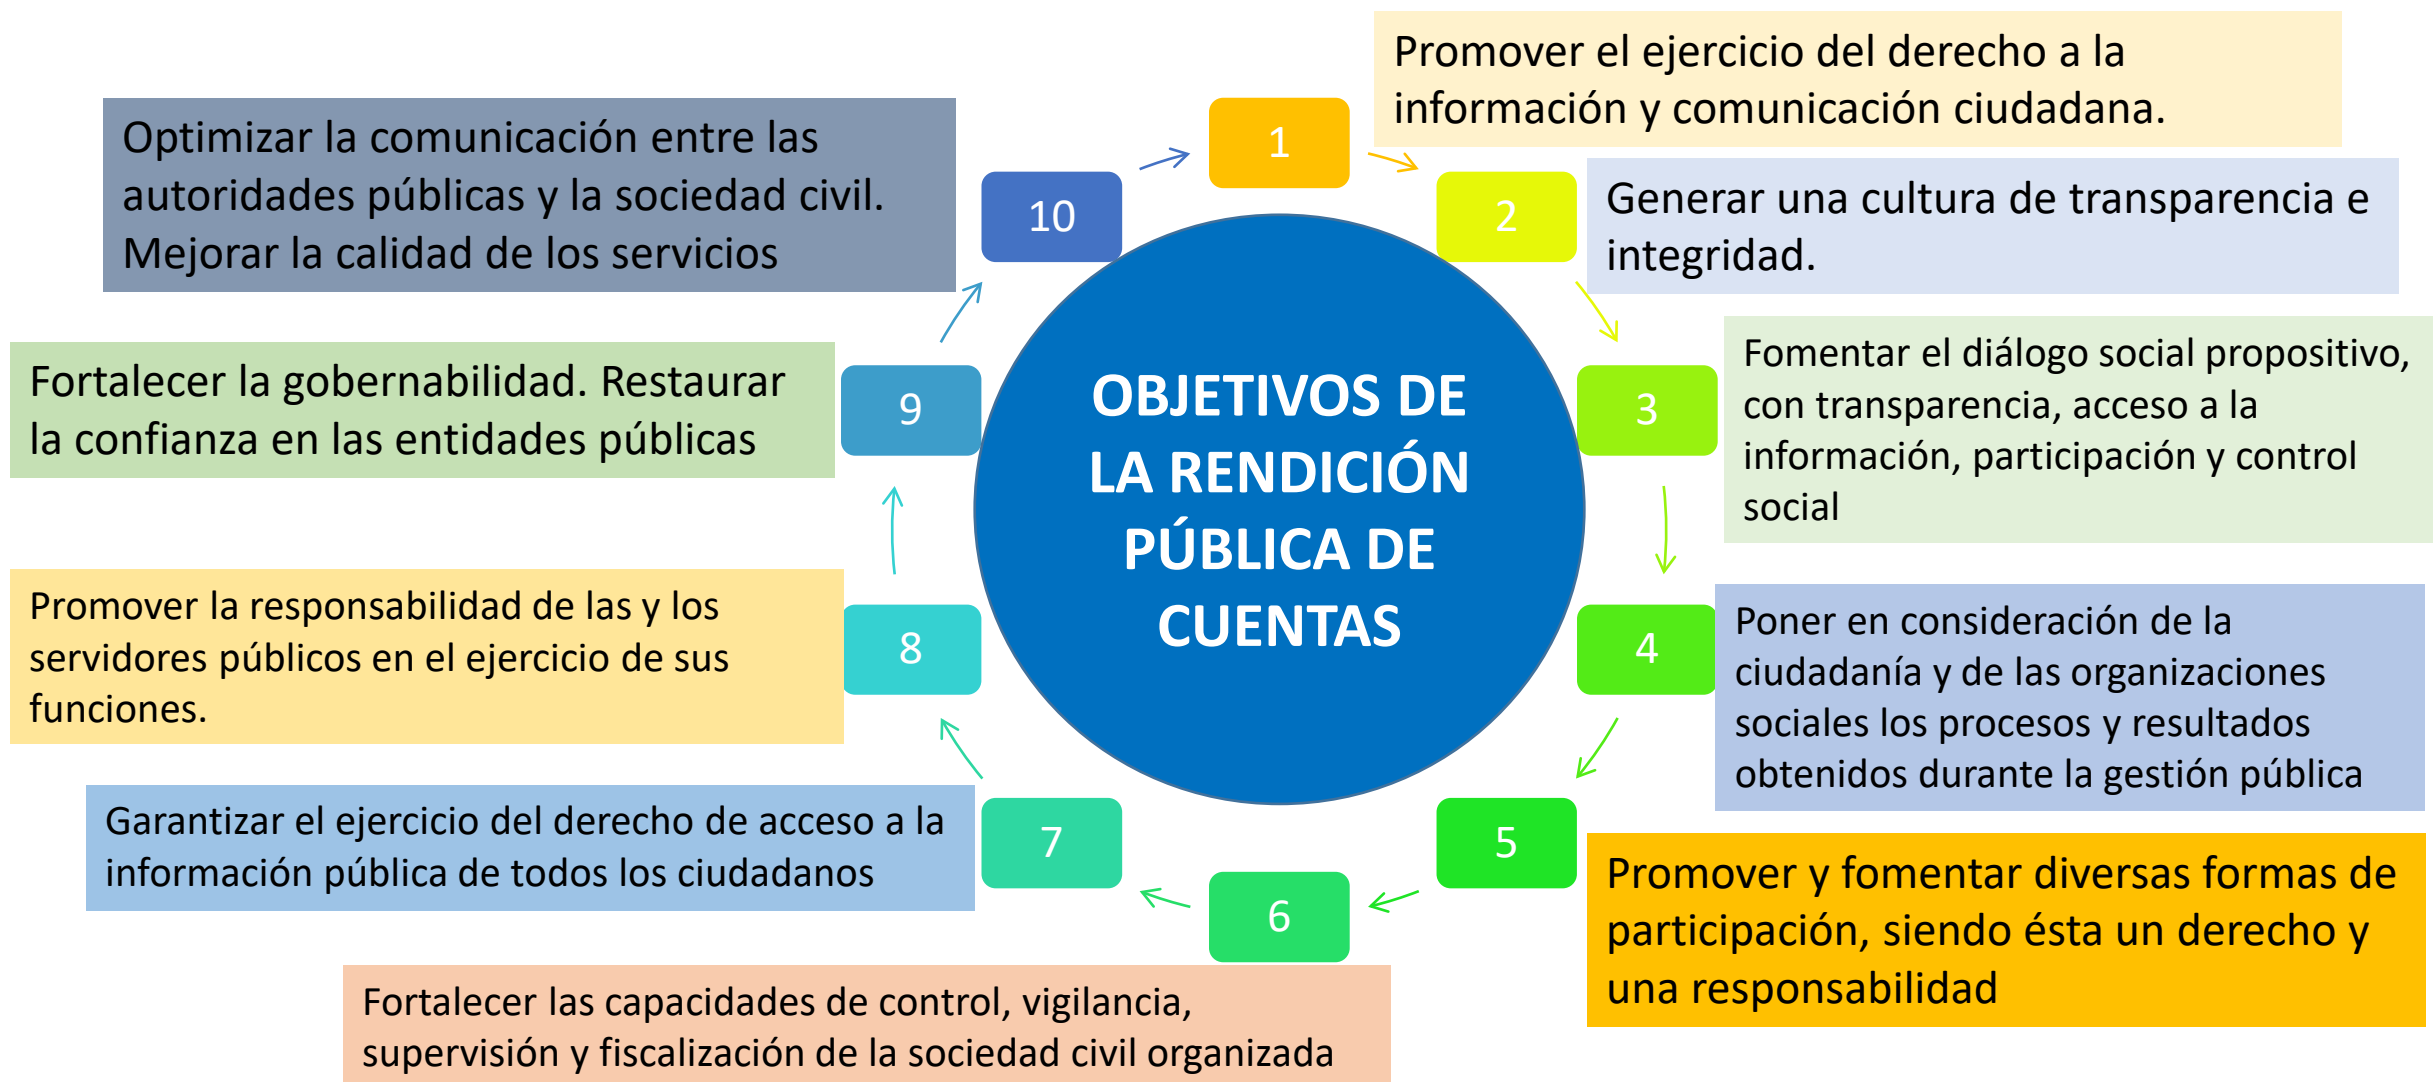 OBJETIVOS DE
LA RENDICIÓN
PÚBLICA DE
CUENTAS
1
Promover el ejercicio del derecho a la
información y comunicación ciudadana.
2
Generar una cultura de transparencia e
integridad.
3
Fomentar el diálogo social propositivo,
con transparencia, acceso a la
información, participación y control
social
4
Poner en consideración de la
ciudadanía y de las organizaciones
sociales los procesos y resultados
obtenidos durante la gestión pública
5
Promover y fomentar diversas formas de
participación, siendo ésta un derecho y
una responsabilidad
6
Fortalecer las capacidades de control, vigilancia,
supervisión y fiscalización de la sociedad civil organizada
7
Garantizar el ejercicio del derecho de acceso a la
información pública de todos los ciudadanos
8
Promover la responsabilidad de las y los
servidores públicos en el ejercicio de sus
funciones.
9
Fortalecer la gobernabilidad. Restaurar
la confianza en las entidades públicas
10
Optimizar la comunicación entre las
autoridades públicas y la sociedad civil.
Mejorar la calidad de los servicios